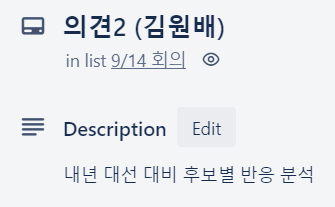 의견2 (김원배)
in list 9/14 회의
Description Edit
내년 대선 대비 후보별 반응 분석